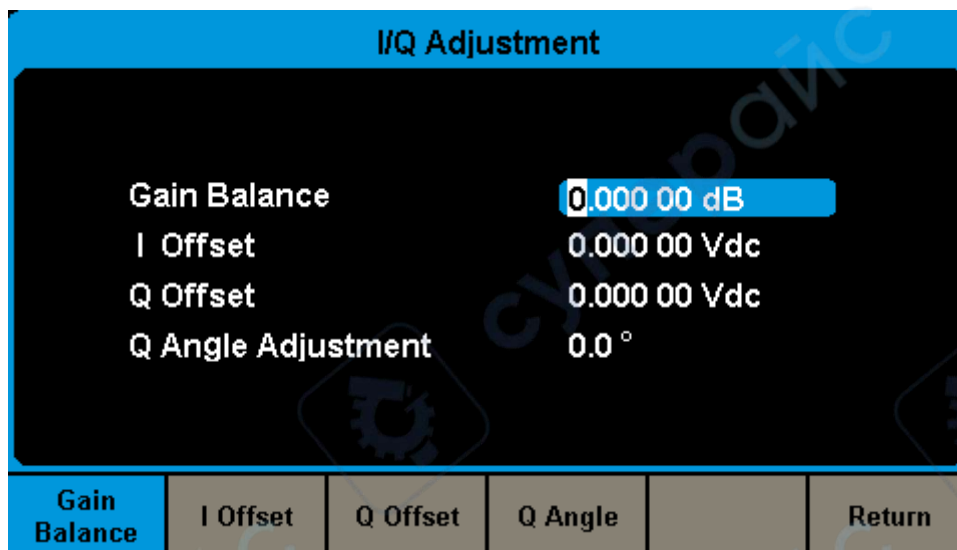 I/Q Adjustment
Gain Balance 0.000 00 dB
I Offset 0.000 00 Vdc
Q Offset 0.000 00 Vdc
Q Angle Adjustment 0.0 °
Gain Balance I Offset Q Offset Q Angle Return
супрайс